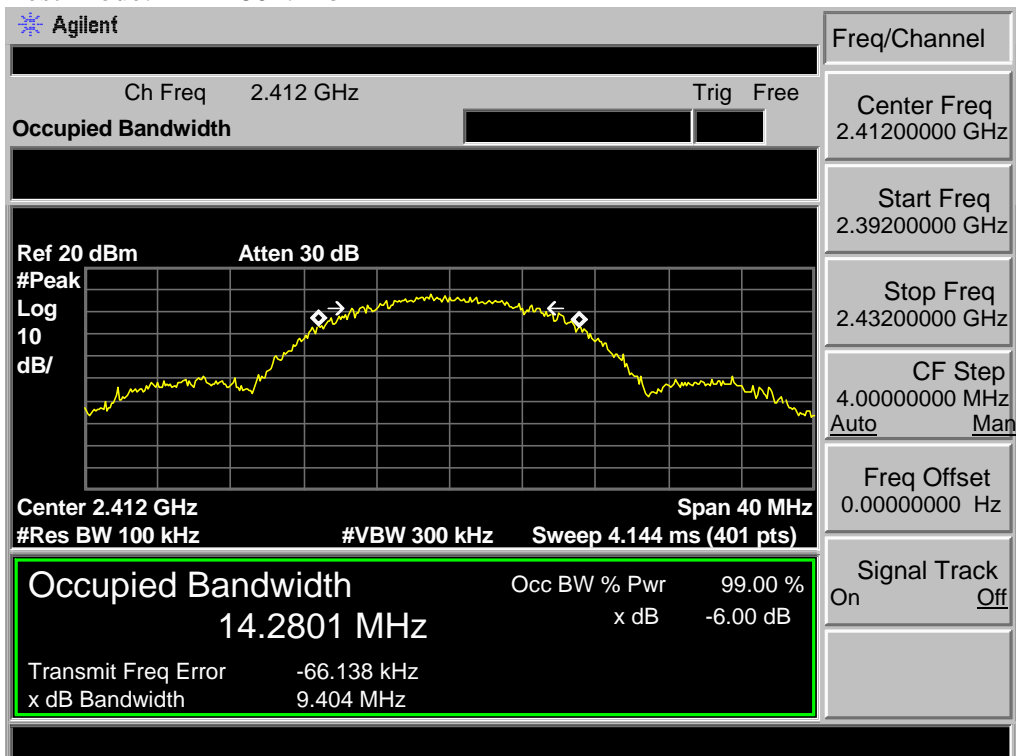 Agilent
Freq/Channel
Ch Freq 2.412 GHz Trig Free
Occupied Bandwidth
Center Freq
2.41200000 GHz
Start Freq
2.39200000 GHz
Stop Freq
2.43200000 GHz
CF Step
4.00000000 MHz
Auto Man
Freq Offset
0.00000000 Hz
Signal Track
On Off
Ref 20 dBm Atten 30 dB
#Peak
Log
10
dB/
Center 2.412 GHz Span 40 MHz
#Res BW 100 kHz #VBW 300 kHz Sweep 4.144 ms (401 pts)
Occupied Bandwidth Occ BW % Pwr 99.00 %
14.2801 MHz x dB -6.00 dB
Transmit Freq Error -66.138 kHz
x dB Bandwidth 9.404 MHz